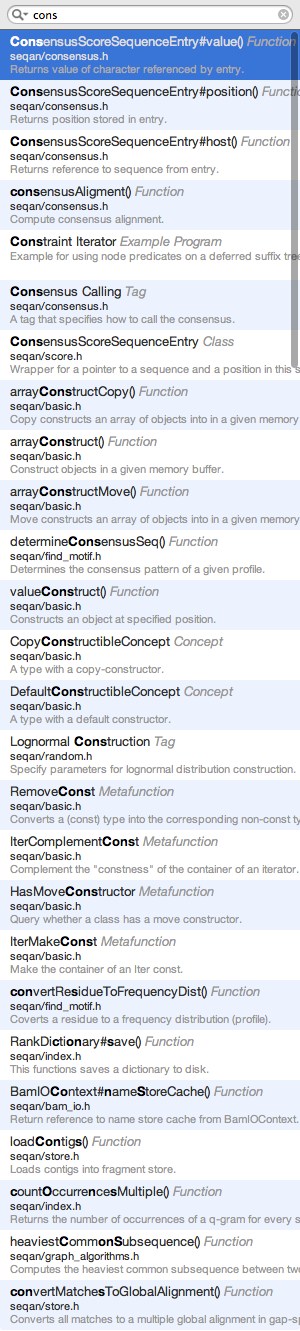 cons
ConsensusScoreSequenceEntry#value() Function
seqan/consensus.h
Returns value of character referenced by entry.
ConsensusScoreSequenceEntry#position() Functi
seqan/consensus.h
Returns position stored in entry.
ConsensusScoreSequenceEntry#host() Function
seqan/consensus.h
Returns reference to sequence from entry.
consensusAligment() Function
seqan/consensus.h
Compute consensus alignment.
Constraint Iterator Example Program
Example for using node predicates on a deferred suffix tree
Consensus Calling Tag
seqan/consensus.h
A tag that specifies how to call the consensus.
ConsensusScoreSequenceEntry Class
seqan/score.h
Wrapper for a pointer to a sequence and a position in this s
arrayConstructCopy() Function
seqan/basic.h
Copy constructs an array of objects into in a given memory
arrayConstruct() Function
seqan/basic.h
Construct objects in a given memory buffer.
arrayConstructMove() Function
seqan/basic.h
Move constructs an array of objects into in a given memory
determineConsensusSeq() Function
seqan/find_motif.h
Determines the consensus pattern of a given profile.
valueConstruct() Function
seqan/basic.h
Constructs an object at specified position.
CopyConstructibleConcept Concept
seqan/basic.h
A type with a copy-constructor.
DefaultConstructibleConcept Concept
seqan/basic.h
A type with a default constructor.
Lognormal Construction Tag
seqan/random.h
Specify parameters for lognormal distribution construction.
RemoveConst Metafunction
seqan/basic.h
Converts a (const) type into the corresponding non-const ty
IterComplementConst Metafunction
seqan/basic.h
Complement the "constness" of the container of an iterator.
HasMoveConstructor Metafunction
seqan/basic.h
Query whether a class has a move constructor.
IterMakeConst Metafunction
seqan/basic.h
Make the container of an Iter const.
convertResidueToFrequencyDist() Function
seqan/find_motif.h
Coverts a residue to a frequency distribution (profile).
RankDictionary#save() Function
seqan/index.h
This functions saves a dictionary to disk.
BamIOContext#nameStoreCache() Function
seqan/bam_io.h
Return reference to name store cache from BamIOContext.
loadContigs() Function
seqan/store.h
Loads contigs into fragment store.
countOccurrencesMultiple() Function
seqan/index.h
Returns the number of occurrences of a q-gram for every s
heaviestCommonSubsequence() Function
seqan/graph_algorithms.h
Computes the heaviest common subsequence between two
convertMatchesToGlobalAlignment() Function
seqan/store.h
Converts all matches to a multiple global alignment in gap-sp